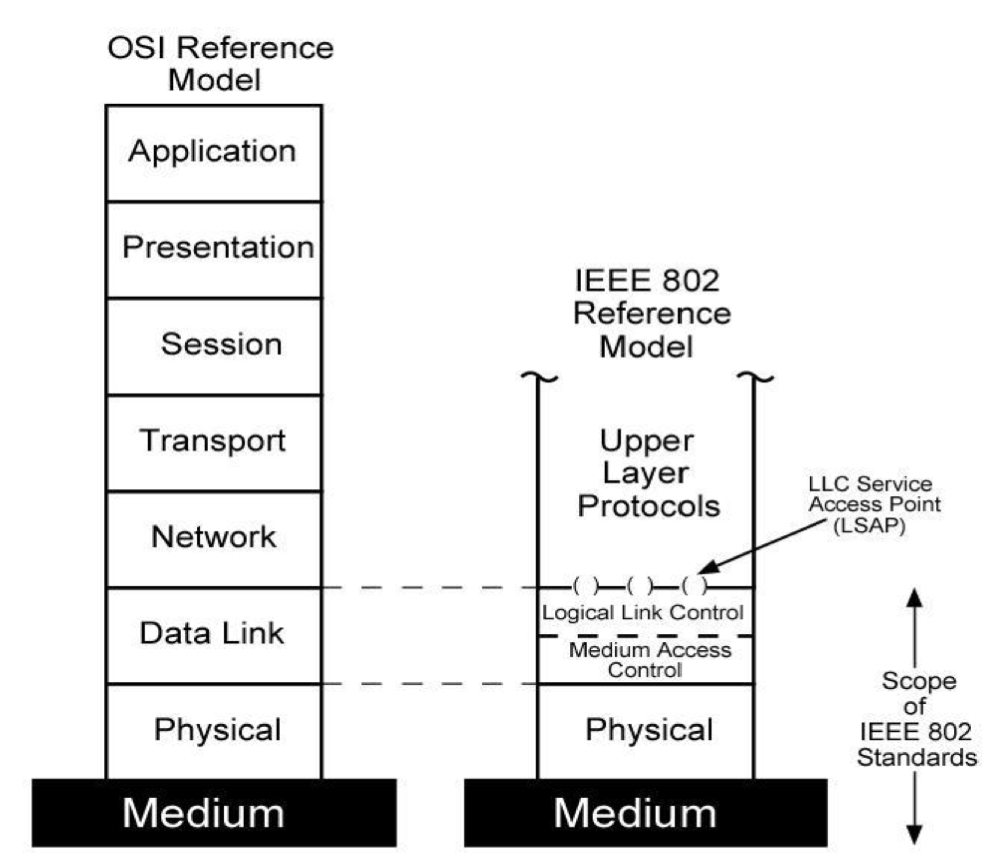 OSI Reference
Model
Application
Presentation
Session
Transport
Network
Data Link
Physical
Medium
IEEE 802
Reference
Model
Upper
Layer
Protocols
LLC Service
Access Point
(LSAP)
Logical Link Control
Medium Access
Control
Physical
Medium
Scope
of
IEEE 802
Standards